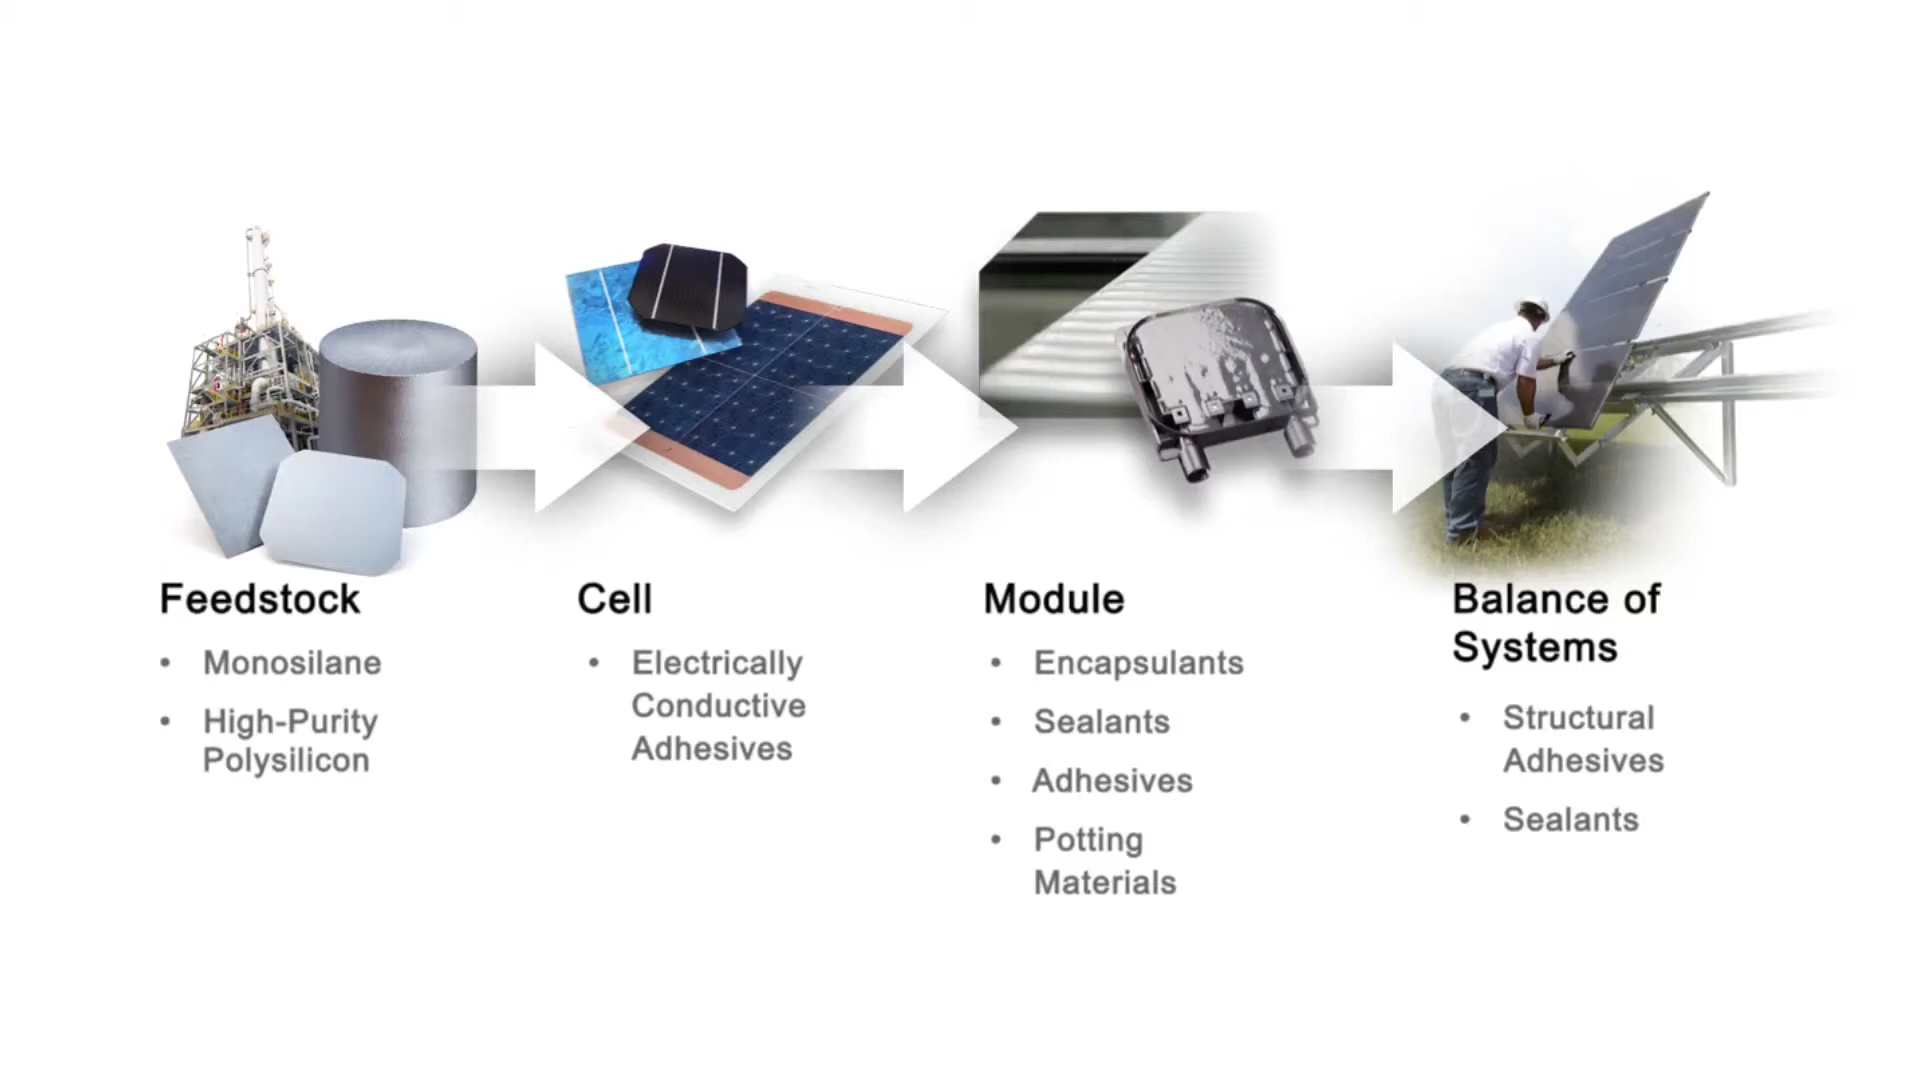 Feedstock
• Monosilane
• High-Purity
Polysilicon
Cell
• Electrically
Conductive
Adhesives
Module
• Encapsulants
• Sealants
• Adhesives
• Potting
Materials
Balance of
Systems
• Structural
Adhesives
• Sealants